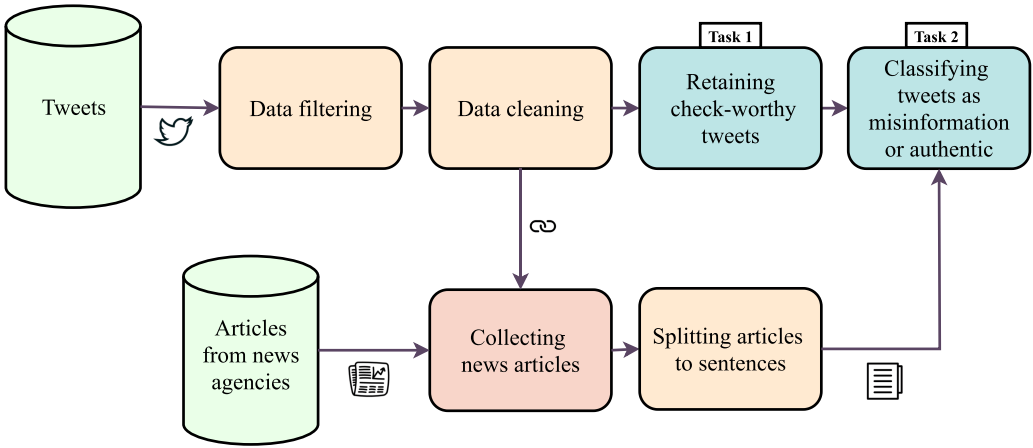 Tweets
Data filtering
Data cleaning
Task 1
Retaining
check-worthy
tweets
Task 2
Classifying
tweets as
misinformation
or authentic
Articles
from news
agencies
Collecting
news articles
Splitting articles
to sentences